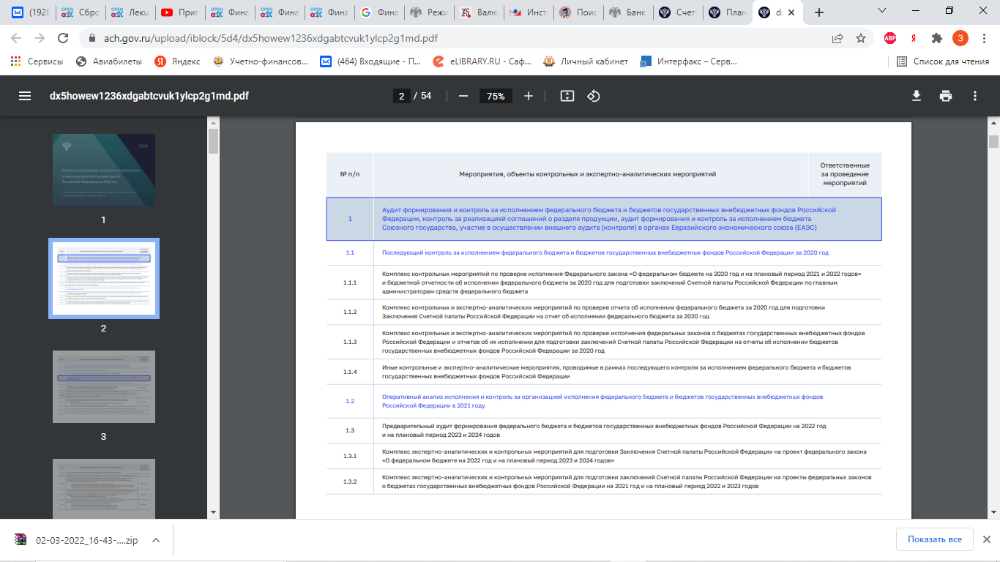 (1928
Сбро
Лекц
Приг
Фина
Фина
Фина
Фина
Режи
Валю
Инст
Поис
Банк
Счет
План
ach.gov.ru/upload/iblock/5d4/dx5howew1236xdgabtcvuk1ylcp2g1md.pdf
ABP
Я
З
Сервисы
Авиабилеты
Яндекс
Учетно-финансов...
(464) Входящие - П...
eLIBRARY.RU - Саф...
Личный кабинет
Интерфакс – Серв...
Список для чтения
dx5howew1236xdgabtcvuk1ylcp2g1md.pdf
2 / 54
75%
1
2
3
№ п/п
Мероприятия, объекты контрольных и экспертно-аналитических мероприятий
Ответственные
за проведение
мероприятий
1
Аудит формирования и контроль за исполнением федерального бюджета и бюджетов государственных внебюджетных фондов Российской
Федерации, контроль за реализацией соглашений о разделе продукции, аудит формирования и контроль за исполнением бюджета
Союзного государства, участие в осуществлении внешнего аудита (контроля) в органах Евразийского экономического союза (ЕАЭС)
1.1
Последующий контроль за исполнением федерального бюджета и бюджетов государственных внебюджетных фондов Российской Федерации за 2020 год
1.1.1
Комплекс контрольных мероприятий по проверке исполнения Федерального закона «О федеральном бюджете на 2020 год и на плановый период 2021 и 2022 годов»
и бюджетной отчетности об исполнении федерального бюджета за 2020 год для подготовки заключений Счетной палаты Российской Федерации по главным
администраторам средств федерального бюджета
1.1.2
Комплекс контрольных и экспертно-аналитических мероприятий по проверке отчета об исполнении федерального бюджета за 2020 год для подготовки
Заключения Счетной палаты Российской Федерации на отчет об исполнении федерального бюджета за 2020 год
1.1.3
Комплекс контрольных и экспертно-аналитических мероприятий по проверке исполнения федеральных законов о бюджетах государственных внебюджетных фондов
Российской Федерации и отчетов об их исполнении для подготовки заключений Счетной палаты Российской Федерации на отчеты об исполнении бюджетов
государственных внебюджетных фондов Российской Федерации за 2020 год
1.1.4
Иные контрольные и экспертно-аналитические мероприятия, проводимые в рамках последующего контроля за исполнением федерального бюджета и бюджетов
государственных внебюджетных фондов Российской Федерации
1.2
Оперативный анализ исполнения и контроль за организацией исполнения федерального бюджета и бюджетов государственных внебюджетных фондов
Российской Федерации в 2021 году
1.3
Предварительный аудит формирования федерального бюджета и бюджетов государственных внебюджетных фондов Российской Федерации на 2022 год
и на плановый период 2023 и 2024 годов
1.3.1
Комплекс экспертно-аналитических и контрольных мероприятий для подготовки Заключения Счетной палаты Российской Федерации на проект федерального закона
«О федеральном бюджете на 2022 год и на плановый период 2023 и 2024 годов»
1.3.2
Комплекс экспертно-аналитических и контрольных мероприятий для подготовки заключений Счетной палаты Российской Федерации на проекты федеральных законов
о бюджетах государственных внебюджетных фондов Российской Федерации на 2021 год и на плановый период 2022 и 2023 годов
02-03-2022_16-43-....zip
Показать все